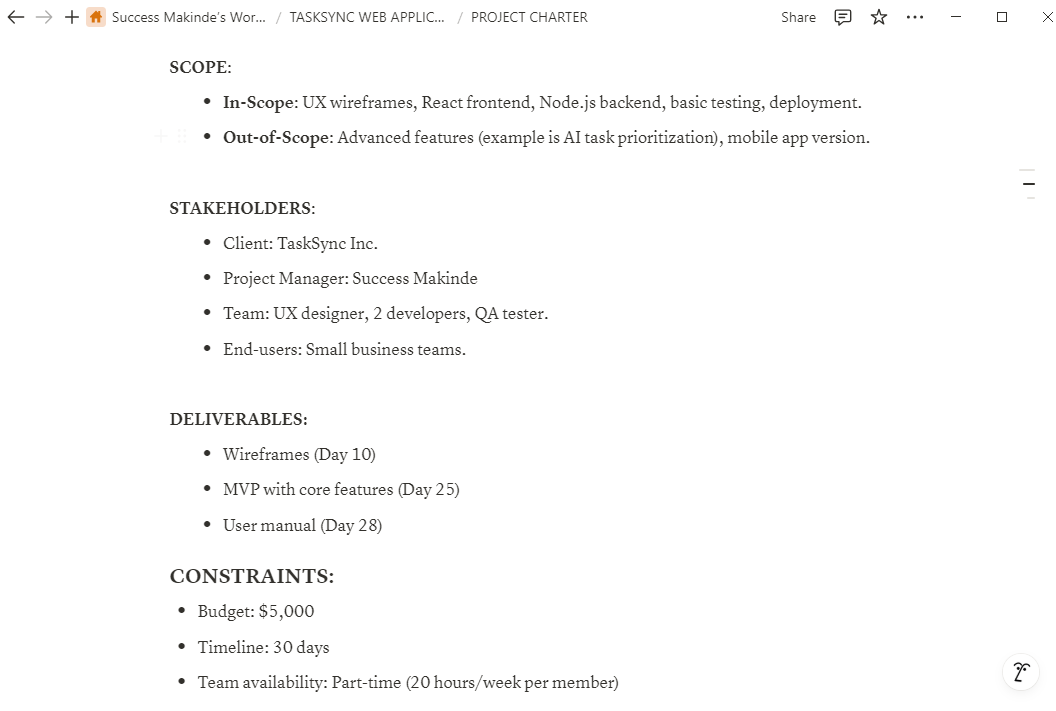 Success Makinde's Wor... / TASKSYNC WEB APPLIC... / PROJECT CHARTER Share
SCOPE:
In-Scope: UX wireframes, React frontend, Node.js backend, basic testing, deployment.
Out-of-Scope: Advanced features (example is AI task prioritization), mobile app version.
STAKEHOLDERS:
Client: TaskSync Inc.
Project Manager: Success Makinde
Team: UX designer, 2 developers, QA tester.
End-users: Small business teams.
DELIVERABLES:
Wireframes (Day 10)
MVP with core features (Day 25)
User manual (Day 28)
CONSTRAINTS:
Budget: $5,000
Timeline: 30 days
Team availability: Part-time (20 hours/week per member)